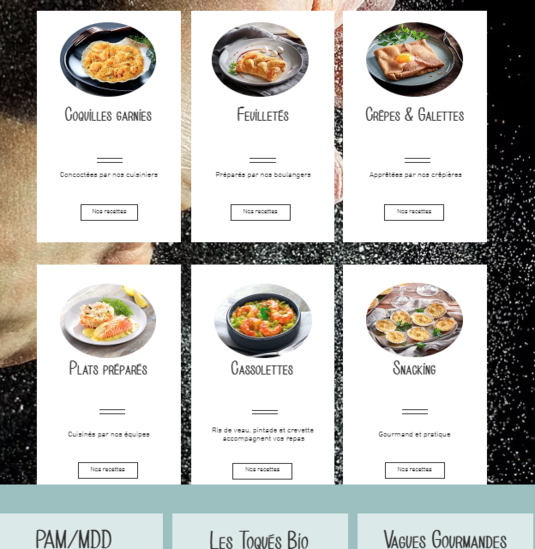 Coquilles garnies
Feuilletés
Crêpes & Galettes
Concoctées par nos cuisiniers
Préparés par nos boulangers
Apprêtées par nos crêpières
Nos recettes
Nos recettes
Nos recettes
Plats préparés
Cassolettes
Snacking
Cuisinés par nos équipes
Ris de veau, pintade et crevette
accompagnent vos repas
Gourmand et pratique
Nos recettes
Nos recettes
Nos recettes
PAM/MDD
Les Toqués Bio
Vagues Gourmandes